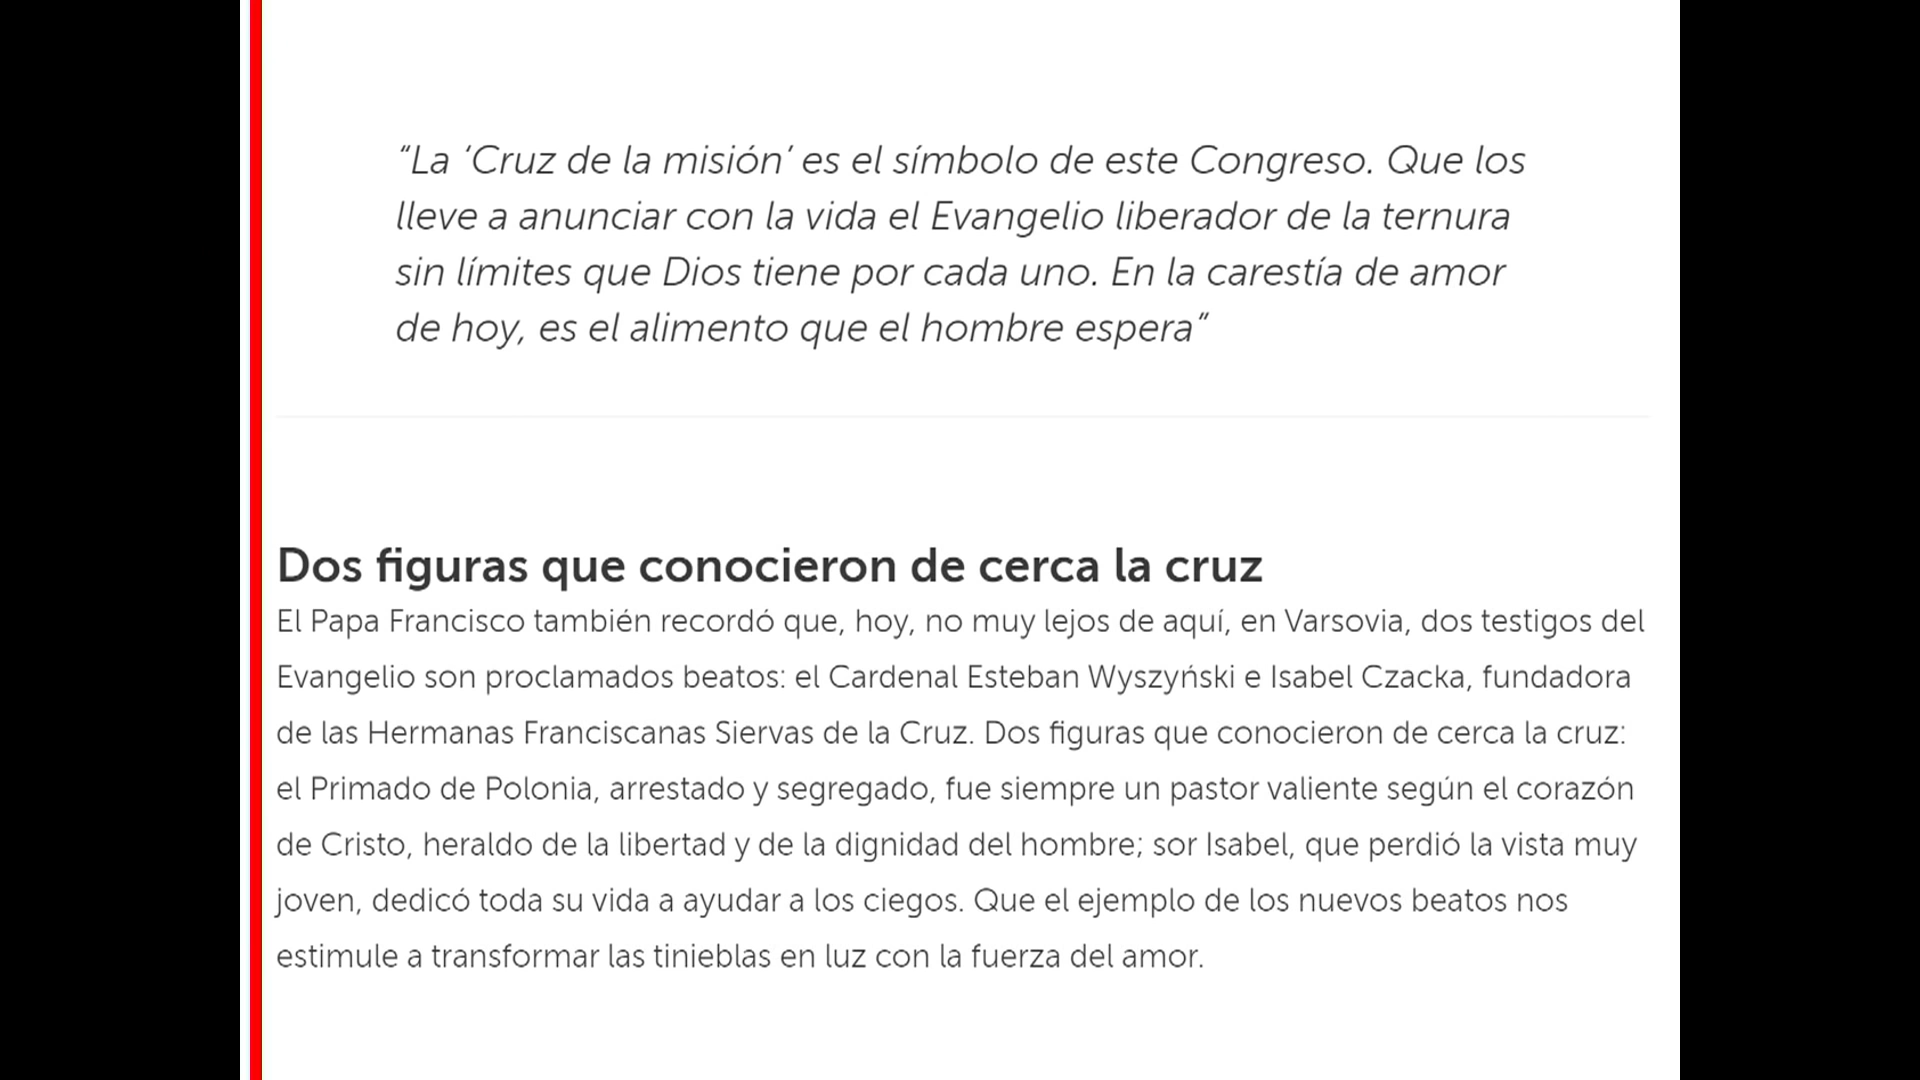 “La ‘Cruz de la misión’ es el símbolo de este Congreso. Que los
lleve a anunciar con la vida el Evangelio liberador de la ternura
sin límites que Dios tiene por cada uno. En la carestía de amor
de hoy, es el alimento que el hombre espera”
Dos figuras que conocieron de cerca la cruz
El Papa Francisco también recordó que, hoy, no muy lejos de aquí, en Varsovia, dos testigos del
Evangelio son proclamados beatos: el Cardenal Esteban Wyszyński e Isabel Czacka, fundadora
de las Hermanas Franciscanas Siervas de la Cruz. Dos figuras que conocieron de cerca la cruz:
el Primado de Polonia, arrestado y segregado, fue siempre un pastor valiente según el corazón
de Cristo, heraldo de la libertad y de la dignidad del hombre; sor Isabel, que perdió la vista muy
joven, dedicó toda su vida a ayudar a los ciegos. Que el ejemplo de los nuevos beatos nos
estimule a transformar las tinieblas en luz con la fuerza del amor.